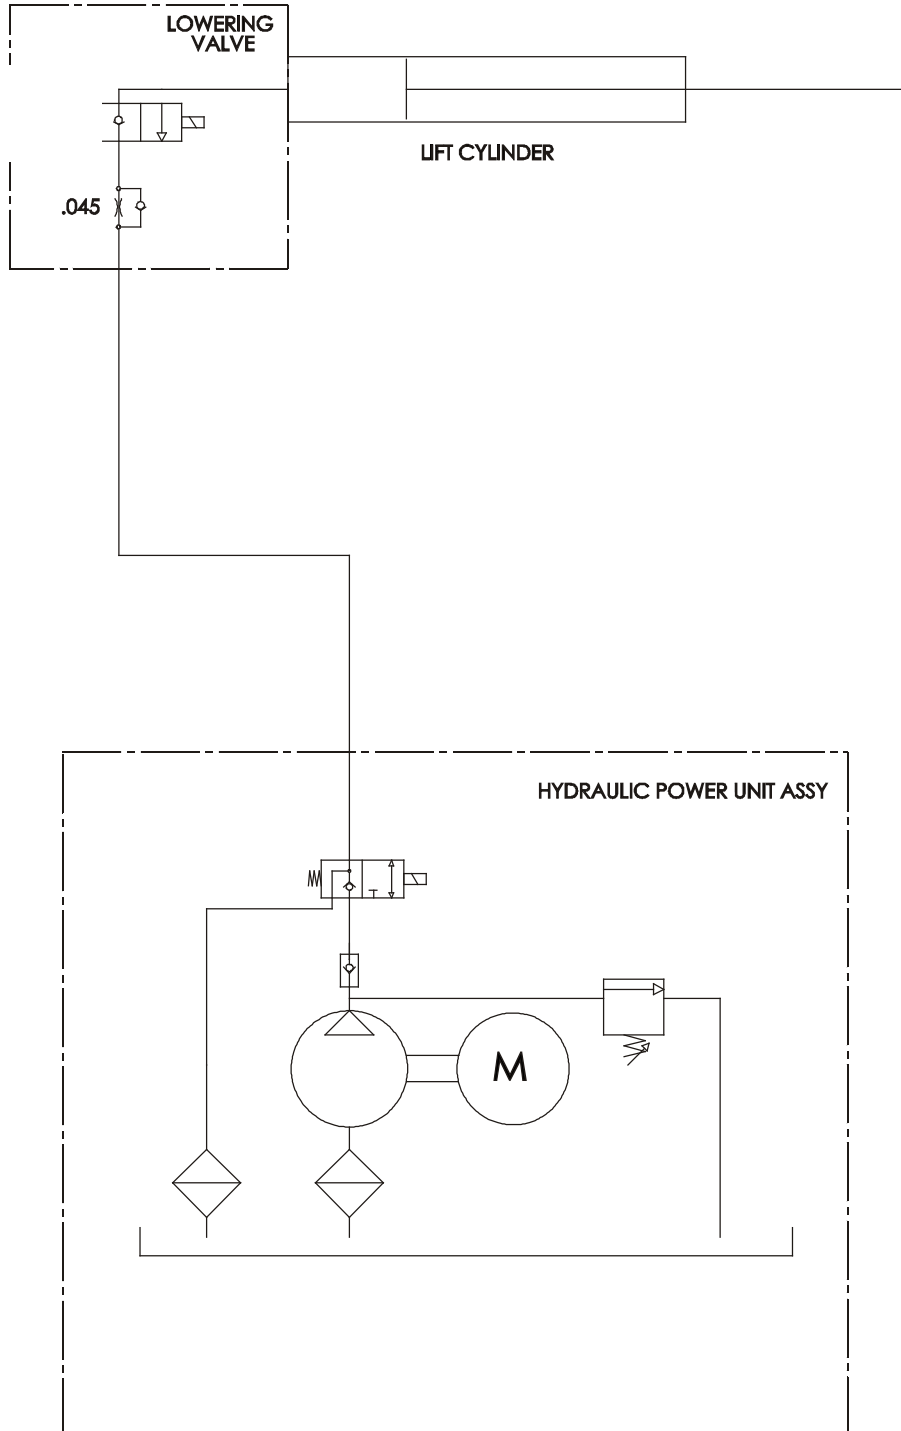 LOWERING
VALVE
LIFT CYLINDER
.045
HYDRAULIC POWER UNIT ASSY
M